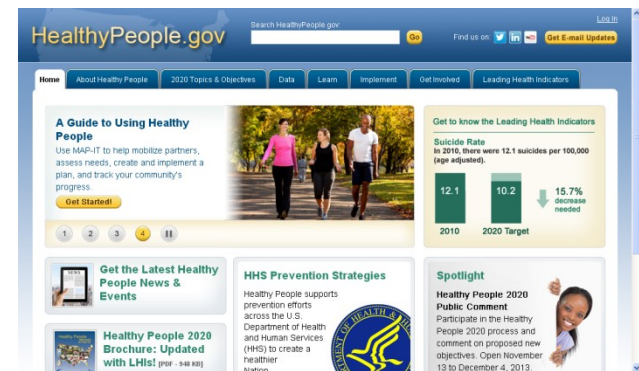 Log In
HealthyPeople.gov
Search HealthyPeople.gov:
Go
Find us on:
Get E-mail Updates
Home
About Healthy People
2020 Topics & Objectives
Data
Learn
Implement
Get Involved
Leading Health Indicators
A Guide to Using Healthy
People
Use MAP-IT to help mobilize partners,
assess needs, create and implement a
plan, and track your community's
progress.
Get Started!
1
2
3
4
Get to know the Leading Health Indicators
Suicide Rate
In 2010, there were 12.1 suicides per 100,000
(age adjusted).
12.1
10.2
15.7%
decrease
needed
2010
2020 Target
Get the Latest Healthy
People News &
Events
NEWS
Healthy People 2020
Brochure: Updated
with LHIs! [PDF - 940 KB]
HHS Prevention Strategies
Healthy People supports
prevention efforts
across the U.S.
Department of Health
and Human Services
(HHS) to create a
healthier
Nation.
Spotlight
Healthy People 2020
Public Comment
Participate in the Healthy
People 2020 process and
comment on proposed new
objectives. Open November
13 to December 4, 2013.